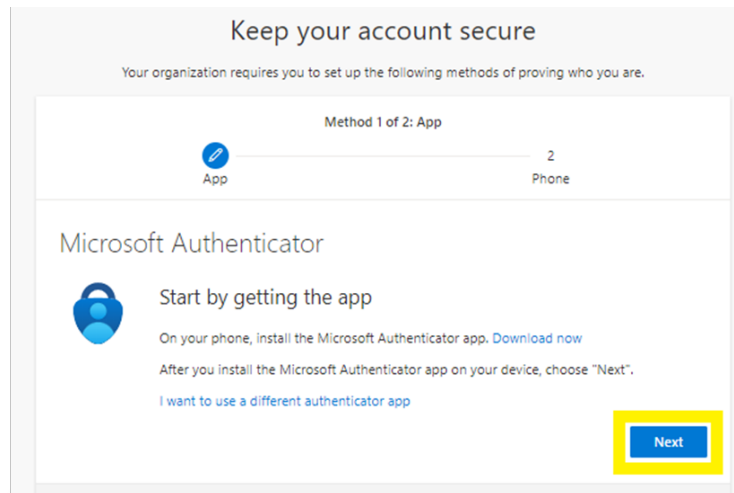 Keep your account secure
Your organization requires you to set up the following methods of proving who you are.
Method 1 of 2: App
2
App
Phone
Microsoft Authenticator
Start by getting the app
On your phone, install the Microsoft Authenticator app. Download now
After you install the Microsoft Authenticator app on your device, choose "Next".
I want to use a different authenticator app
Next